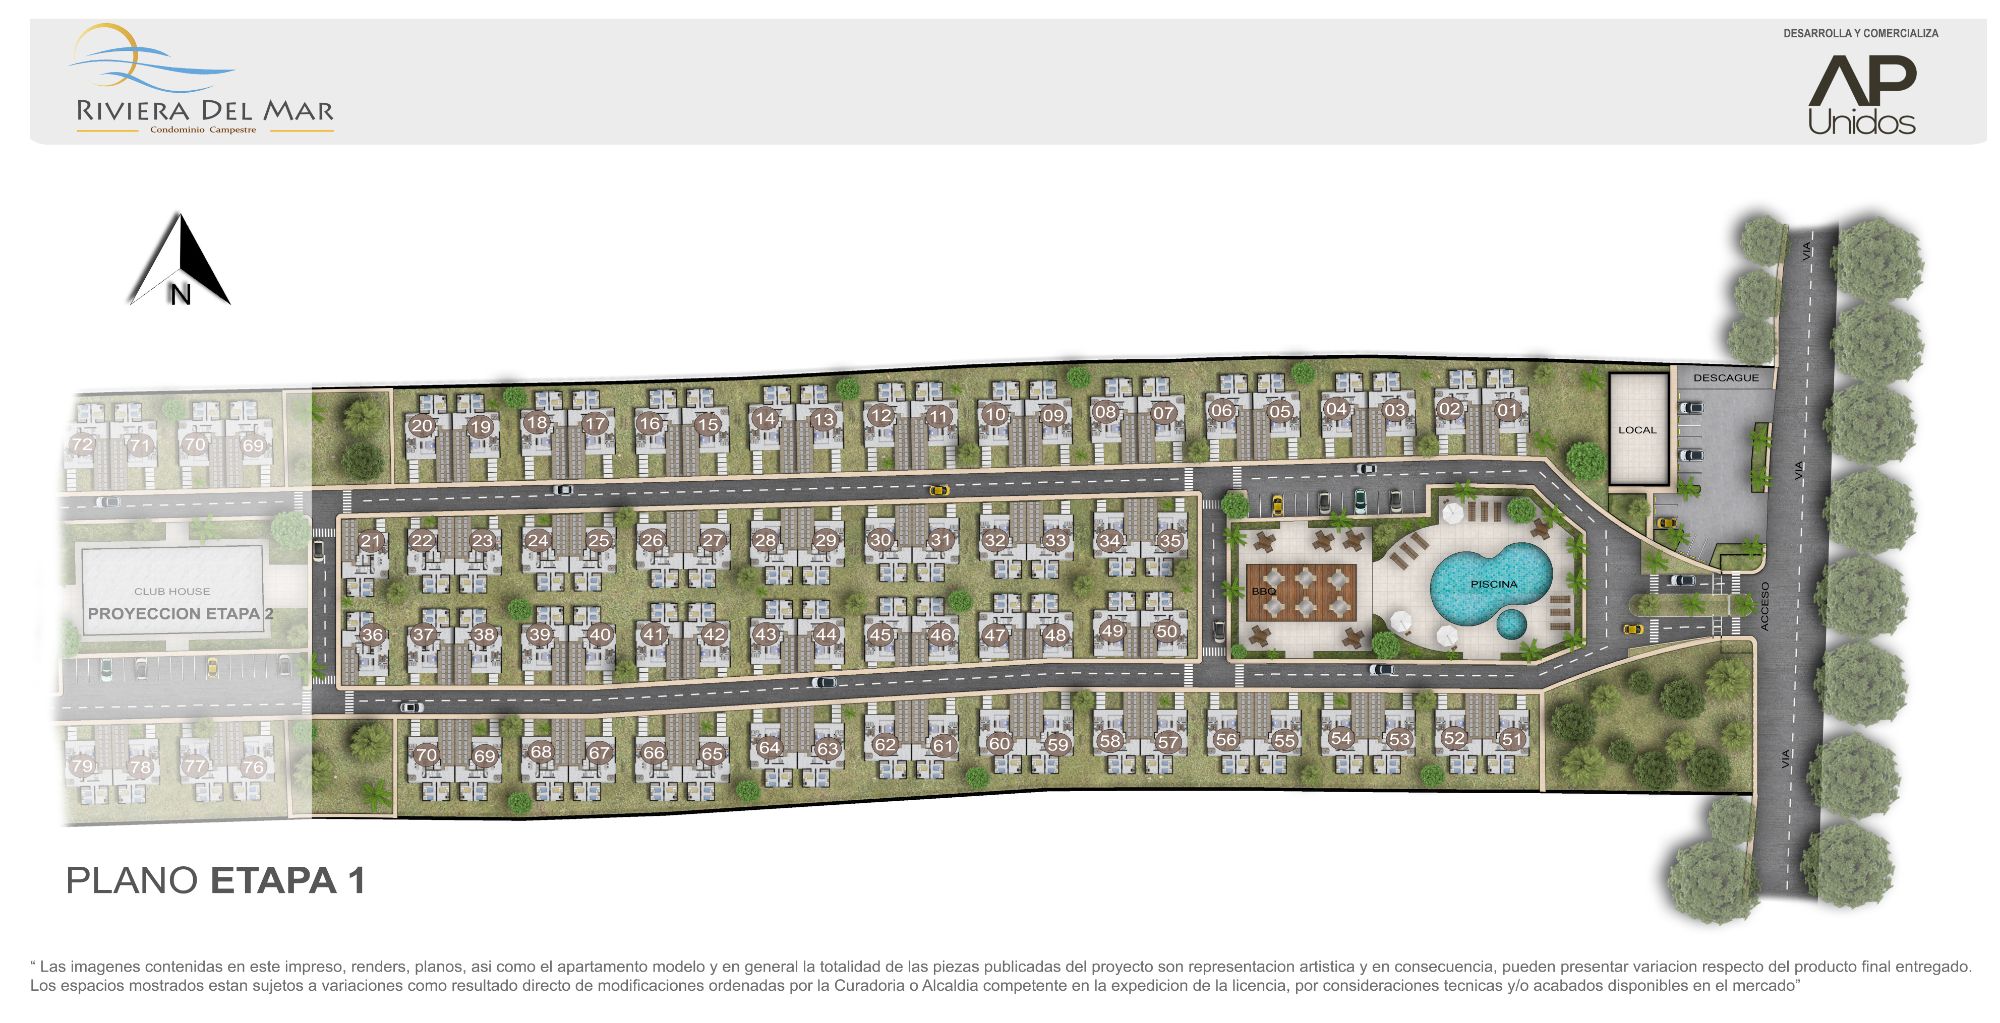 RIVIERA DEL MAR
Condominio Campestre
DESARROLLA Y COMERCIALIZA
AP
Unidos
N
VIA
DESCAGUE
20 19 18 17 16 15 14 13 12 11 10 09 08 07 06 05 04 03 02 01
72 71 70 69
LOCAL
VIA
21 22 23 24 25 26 27 28 29 30 31 32 33 34 35
CLUB HOUSE
PROYECCION ETAPA 2
BBQ
PISCINA
ACCESO
36 37 38 39 40 41 42 43 44 45 46 47 48 49 50
70 69 68 67 66 65 64 63 62 61 60 59 58 57 56 55 54 53 52 51
79 78 77 76
VIA
PLANO ETAPA 1
“ Las imagenes contenidas en este impreso, renders, planos, asi como el apartamento modelo y en general la totalidad de las piezas publicadas del proyecto son representacion artistica y en consecuencia, pueden presentar variacion respecto del producto final entregado.
Los espacios mostrados estan sujetos a variaciones como resultado directo de modificaciones ordenadas por la Curadoria o Alcaldia competente en la expedicion de la licencia, por consideraciones tecnicas y/o acabados disponibles en el mercado”